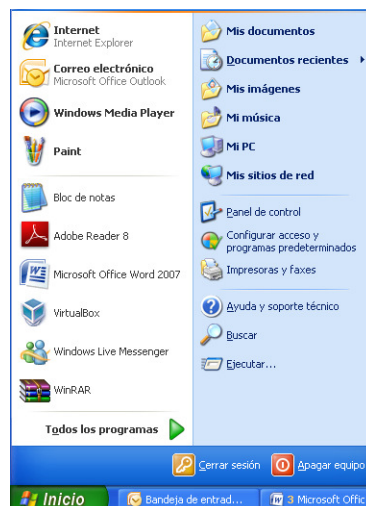 Internet
Internet Explorer
Correo electrónico
Microsoft Office Outlook
Windows Media Player
Paint
Bloc de notas
Adobe Reader 8
Microsoft Office Word 2007
VirtualBox
Windows Live Messenger
WinRAR
Todos los programas
Mis documentos
Documentos recientes
Mis imágenes
Mi música
Mi PC
Mis sitios de red
Panel de control
Configurar acceso y
programas predeterminados
Impresoras y faxes
Ayuda y soporte técnico
Buscar
Ejecutar...
Cerrar sesión
Apagar equipo
Inicio
Bandeja de entrad...
3 Microsoft Offic